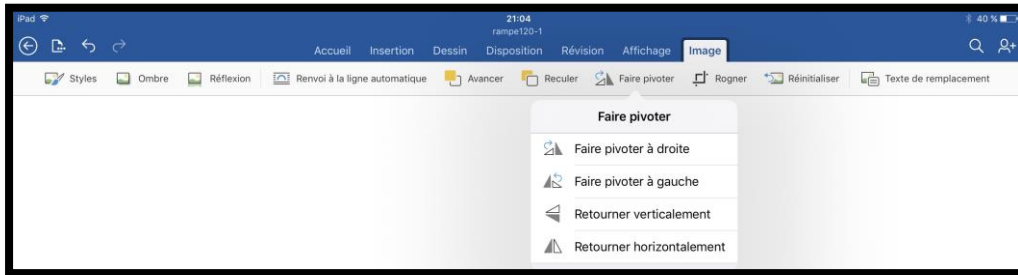 iPad 21:04 40 %
rampe120-1
Accueil Insertion Dessin Disposition Révision Affichage Image
Styles Ombre Réflexion Renvoi à la ligne automatique Avancer Reculer Faire pivoter Rogner Réinitialiser Texte de remplacement
Faire pivoter
Faire pivoter à droite
Faire pivoter à gauche
Retourner verticalement
Retourner horizontalement